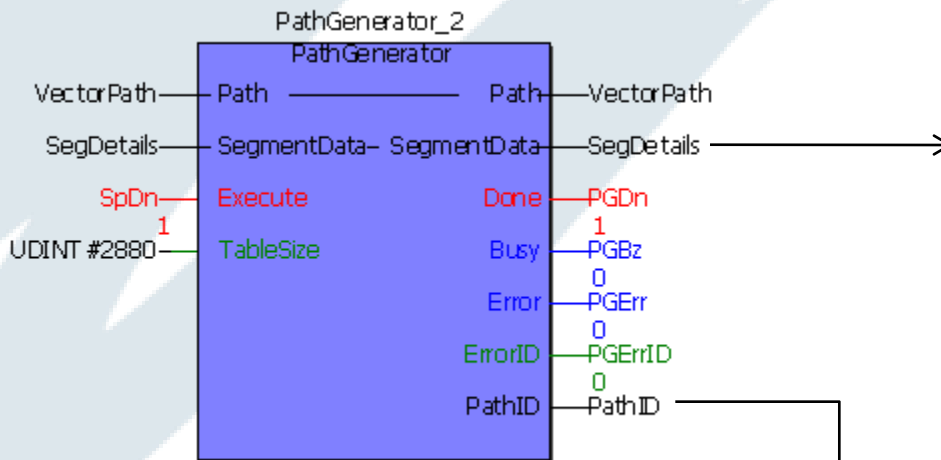 PathGenerator_2
PathGenerator
VectorPath Path Path VectorPath
SegDetails SegmentData SegmentData SegDetails
SpDn Execute Done PGDn
1 1
UDINT #2880 TableSize Busy PGBz
0
Error PGErr
0
ErrorID PGErrID
0
PathID PathID